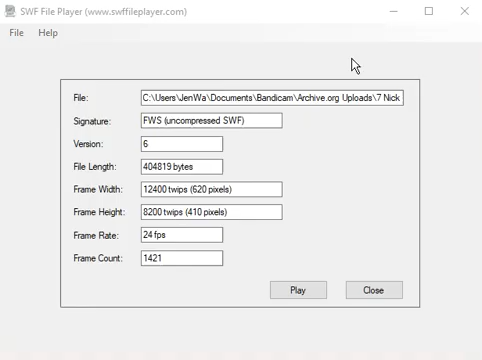 SWF File Player (www.swffileplayer.com)
File Help
File: C:\Users\JenWa\Documents\Bandicam\Archive.org Uploads\7 Nick
Signature: FWS (uncompressed SWF)
Version: 6
File Length: 404819 bytes
Frame Width: 12400 twips (620 pixels)
Frame Height: 8200 twips (410 pixels)
Frame Rate: 24 fps
Frame Count: 1421
Play Close